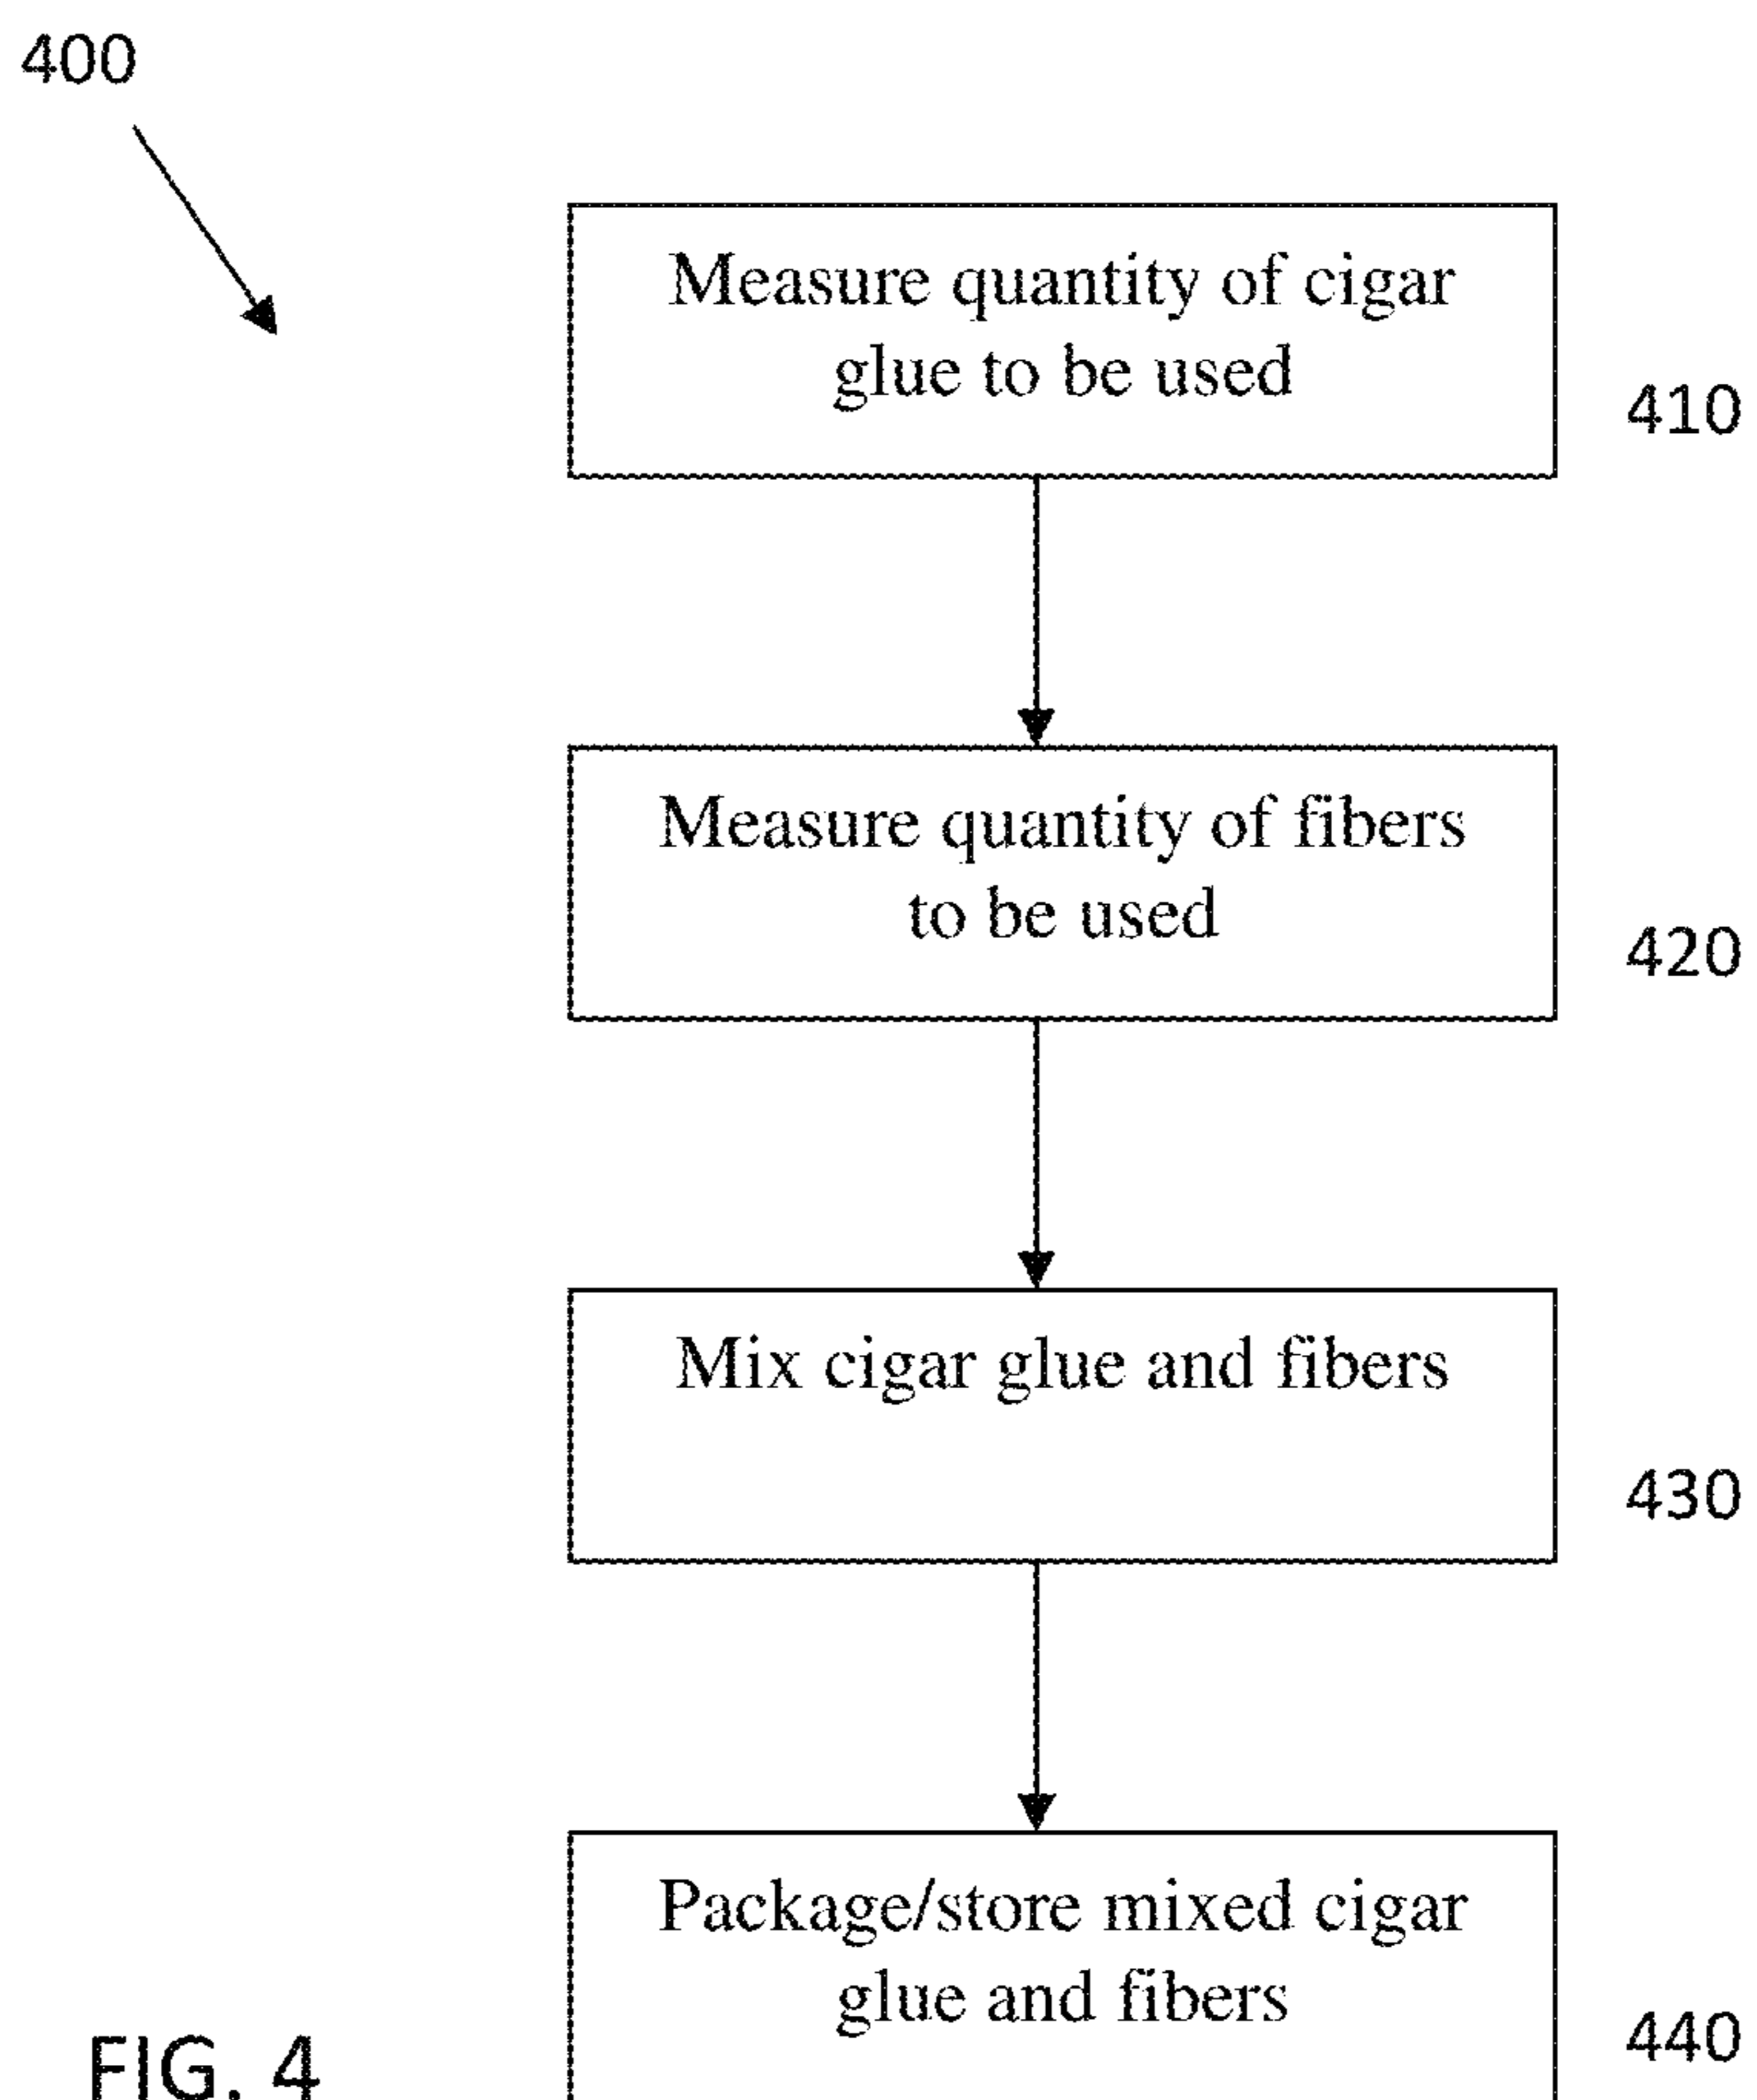 400
Measure quantity of cigar
glue to be used
410
Measure quantity of fibers
to be used
420
Mix cigar glue and fibers
430
Package/store mixed cigar
glue and fibers
440
FIG. 4